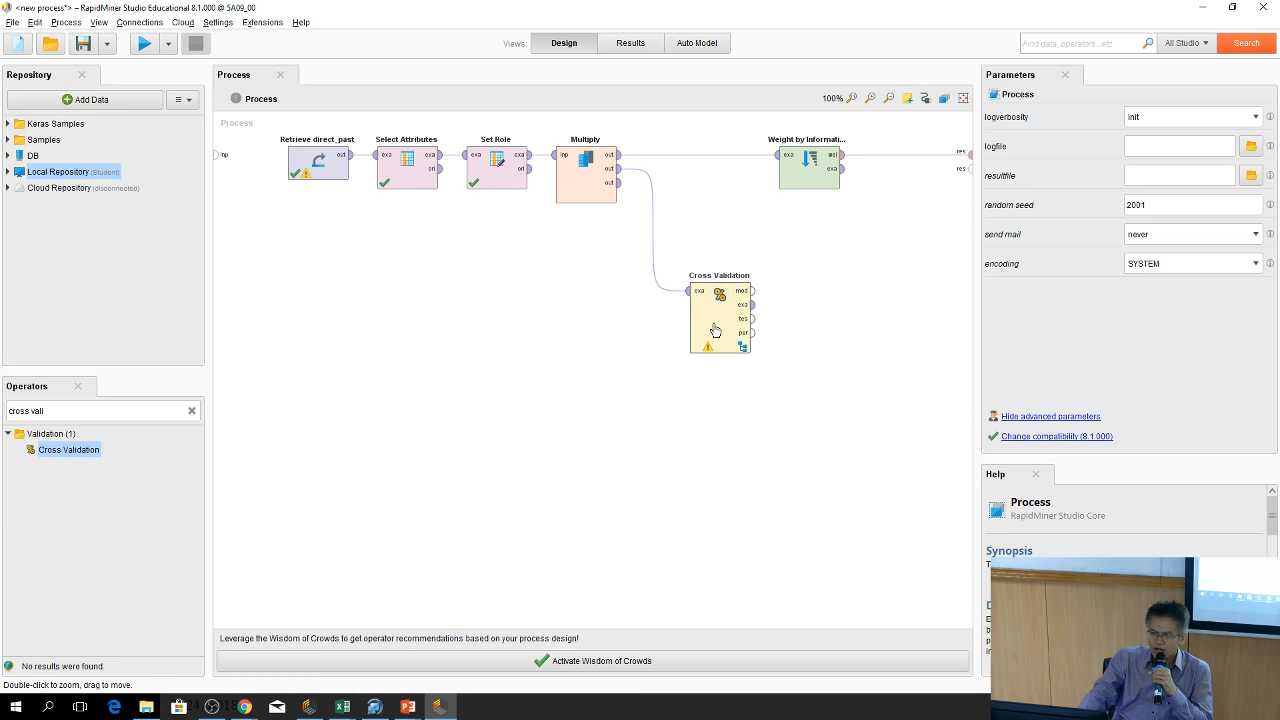 <new process*> – RapidMiner Studio Educational 8.1.000 @ SA09_00
File Edit Process View Connections Cloud Settings Extensions Help
Views: Design Results Auto Model
Find data, operators...etc All Studio Search
Repository
Add Data
Keras Samples
Samples
DB
Local Repository (Student)
Cloud Repository (disconnected)
Operators
cross vali
Validation (1)
Cross Validation
No results were found.
Process
Process
100%
Process
inp
Retrieve direct_past
out
Select Attributes
exa exa
ori
Set Role
exa exa
ori
Multiply
inp out
out
out
Weight by Informati...
exa wei
exa
res
res
Cross Validation
exa mod
exa
tes
per
Leverage the Wisdom of Crowds to get operator recommendations based on your process design!
Activate Wisdom of Crowds
Parameters
Process
logverbosity init
logfile
resultfile
random seed 2001
send mail never
encoding SYSTEM
Hide advanced parameters
Change compatibility (8.1.000)
Help
Process
RapidMiner Studio Core
Synopsis
Double-click to zoom, drag to move.